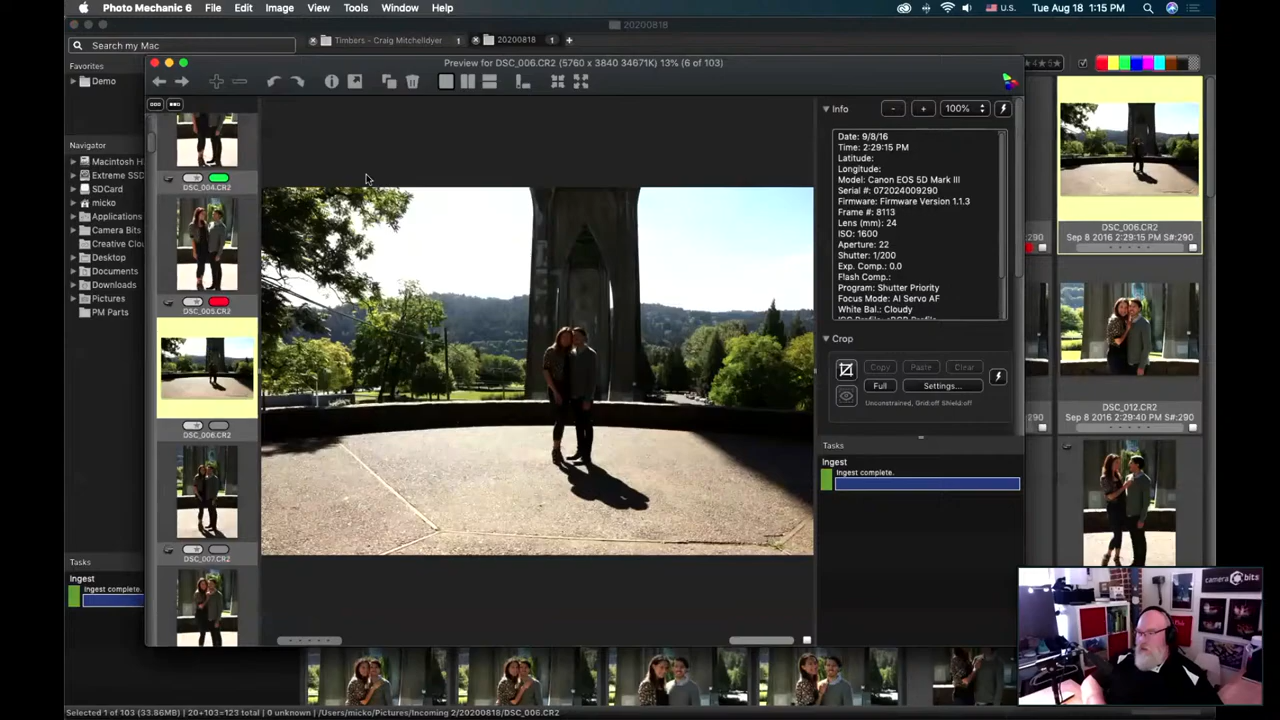 Photo Mechanic 6 File Edit Image View Tools Window Help
U.S. Tue Aug 18 1:15 PM
20200818
Search my Mac
Timbers - Craig Mitchelldyer 1
20200818 1
Favorites
Demo
Navigator
Macintosh H
Extreme SSD
SDCard
micko
Applications
Camera Bits
Creative Clou
Desktop
Documents
Downloads
Pictures
PM Parts
Tasks
Ingest
Ingest complete.
Preview for DSC_006.CR2 (5760 x 3840 34671K) 13% (6 of 103)
DSC_004.CR2
DSC_005.CR2
DSC_006.CR2
DSC_007.CR2
Info
- + 100%
Date: 9/8/16
Time: 2:29:15 PM
Latitude:
Longitude:
Model: Canon EOS 5D Mark III
Serial #: 072024009290
Firmware: Firmware Version 1.1.3
Frame #: 8113
Lens (mm): 24
ISO: 1600
Aperture: 22
Shutter: 1/200
Exp. Comp.: 0.0
Flash Comp.:
Program: Shutter Priority
Focus Mode: AI Servo AF
White Bal.: Cloudy
Crop
Copy Paste Clear
Full Settings...
Unconstrained, Grid:off Shield:off
Tasks
Ingest
Ingest complete.
DSC_006.CR2
Sep 8 2016 2:29:15 PM
S#:290
DSC_012.CR2
Sep 8 2016 2:29:40 PM
S#:290
camera bits
Selected 1 of 103 (33.86MB) | 20+103=123 total | 0 unknown | /Users/micko/Pictures/Incoming 2/20200818/DSC_006.CR2